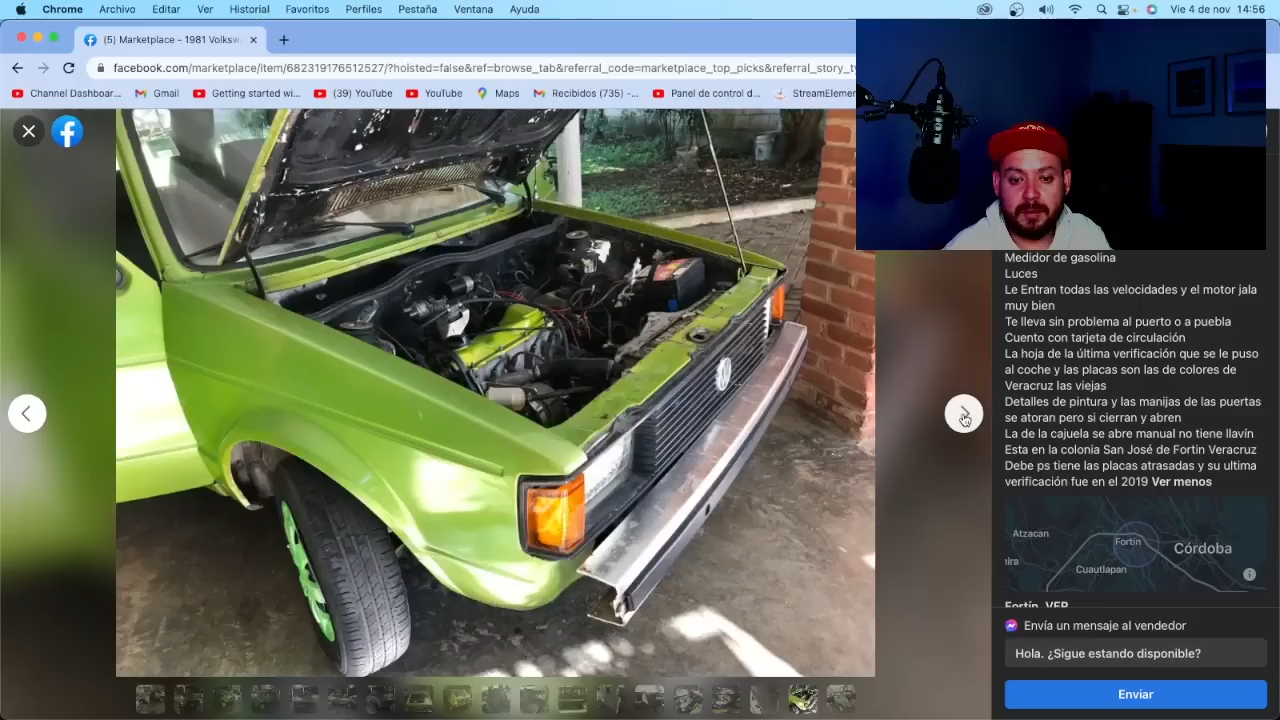 Chrome Archivo Editar Ver Historial Favoritos Perfiles Pestaña Ventana Ayuda Vie 4 de nov 14:56
(5) Marketplace - 1981 Volksw
facebook.com/marketplace/item/682319176512527/?hoisted=false&ref=browse_tab&referral_code=marketplace_top_picks&referral_story_ty
Channel Dashboar... Gmail Getting started wi... (39) YouTube YouTube Maps Recibidos (735) -... Panel de control d... StreamElemen
Medidor de gasolina
Luces
Le Entran todas las velocidades y el motor jala
muy bien
Te lleva sin problema al puerto o a puebla
Cuento con tarjeta de circulación
La hoja de la última verificación que se le puso
al coche y las placas son las de colores de
Veracruz las viejas
Detalles de pintura y las manijas de las puertas
se atoran pero si cierran y abren
La de la cajuela se abre manual no tiene llavín
Esta en la colonia San José de Fortin Veracruz
Debe ps tiene las placas atrasadas y su ultima
verificación fue en el 2019 Ver menos
Atzacan
Fortín
Córdoba
Cuautlapan
Fortín, VER
Envía un mensaje al vendedor
Hola. ¿Sigue estando disponible?
Enviar